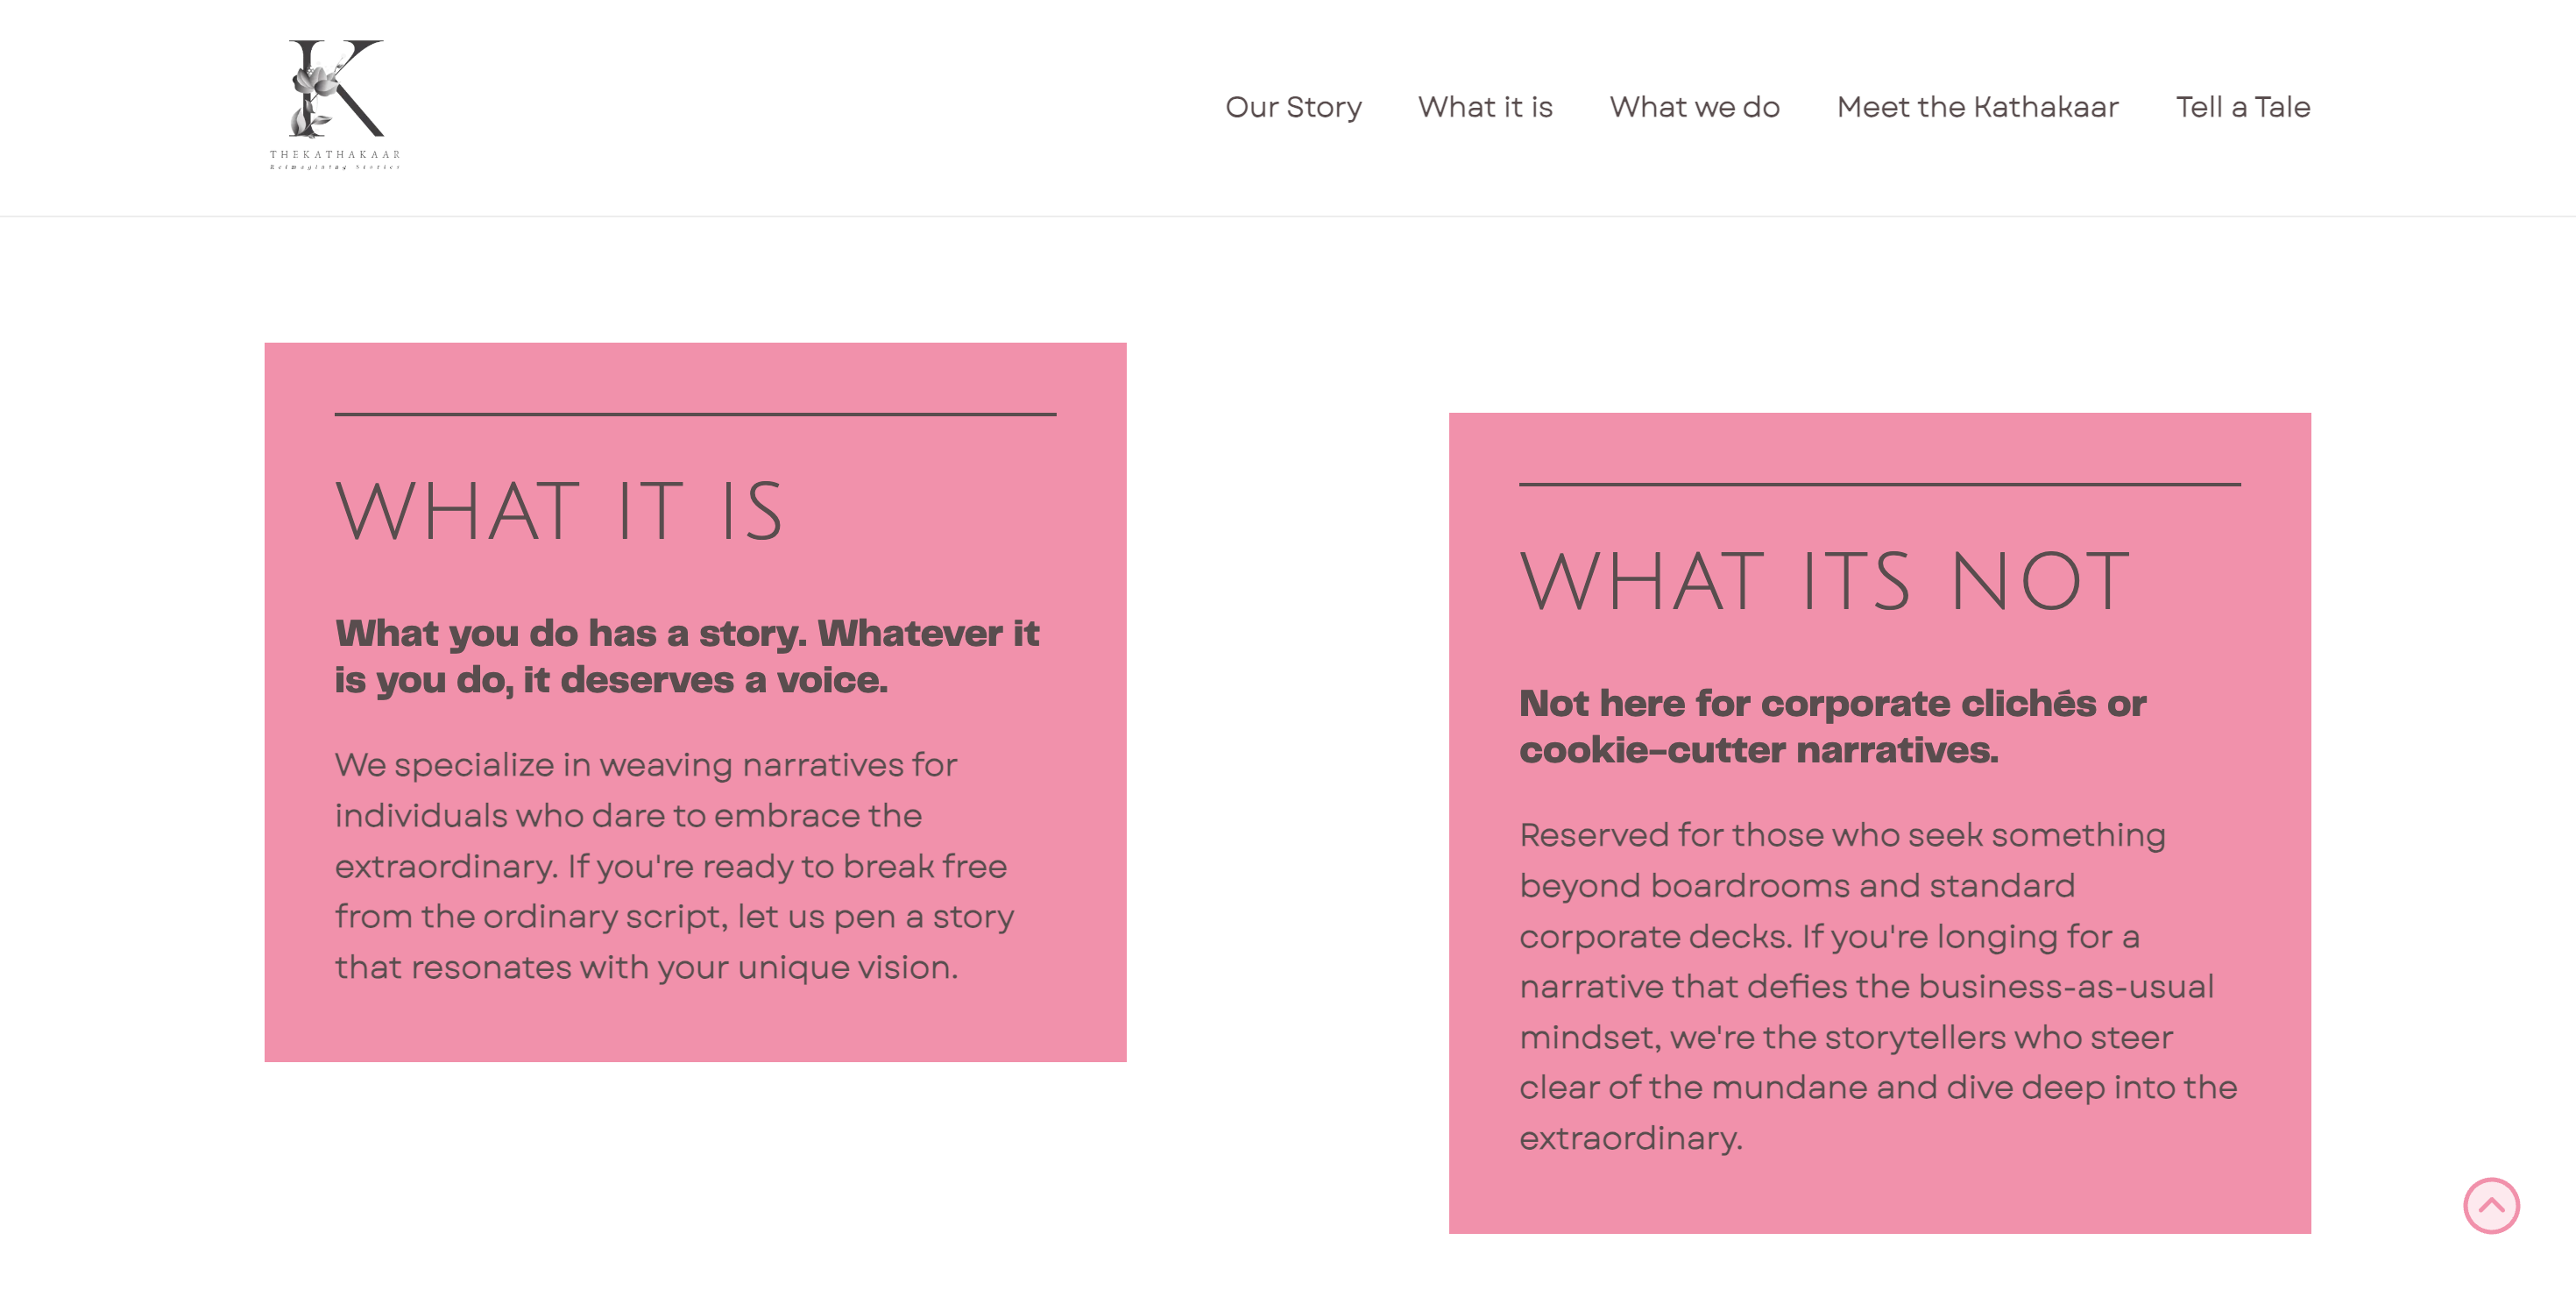 K
THEKATHAKAAR
Reimagining Stories
Our Story
What it is
What we do
Meet the Kathakaar
Tell a Tale
WHAT IT IS
What you do has a story. Whatever it
is you do, it deserves a voice.
We specialize in weaving narratives for
individuals who dare to embrace the
extraordinary. If you're ready to break free
from the ordinary script, let us pen a story
that resonates with your unique vision.
WHAT ITS NOT
Not here for corporate clichés or
cookie-cutter narratives.
Reserved for those who seek something
beyond boardrooms and standard
corporate decks. If you're longing for a
narrative that defies the business-as-usual
mindset, we're the storytellers who steer
clear of the mundane and dive deep into the
extraordinary.